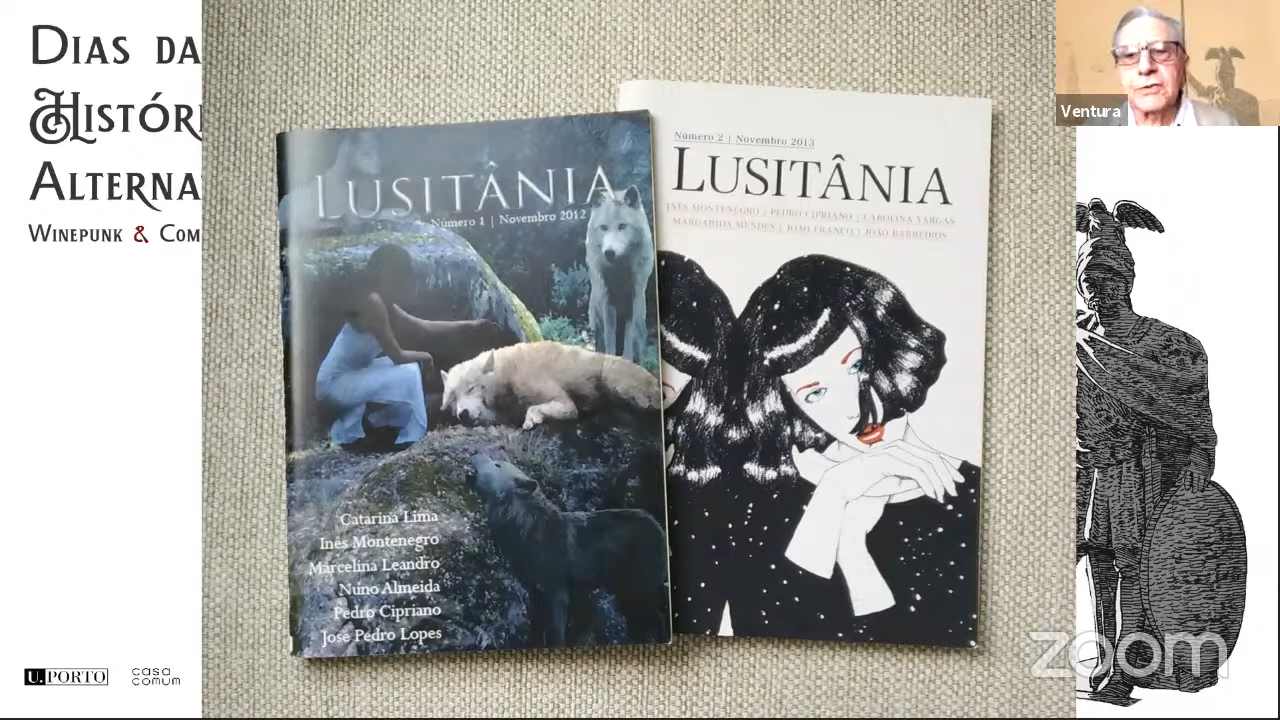 DIAS DA
HISTÓR
ALTERNA
WINEPUNK & COM
LUSITÂNIA
Número 1 | Novembro 2012
Catarina Lima
Inês Montenegro
Marcelina Leandro
Nuno Almeida
Pedro Cipriano
José Pedro Lopes
Número 2 | Novembro 2013
LUSITÂNIA
INÊS MONTENEGRO | PEDRO CIPRIANO | CAROLINA VARGAS
MARGARIDA MENDES | JOÃO FRANCO | JOÃO BARREIROS
Ventura
U.PORTO
casa
comum
zoom